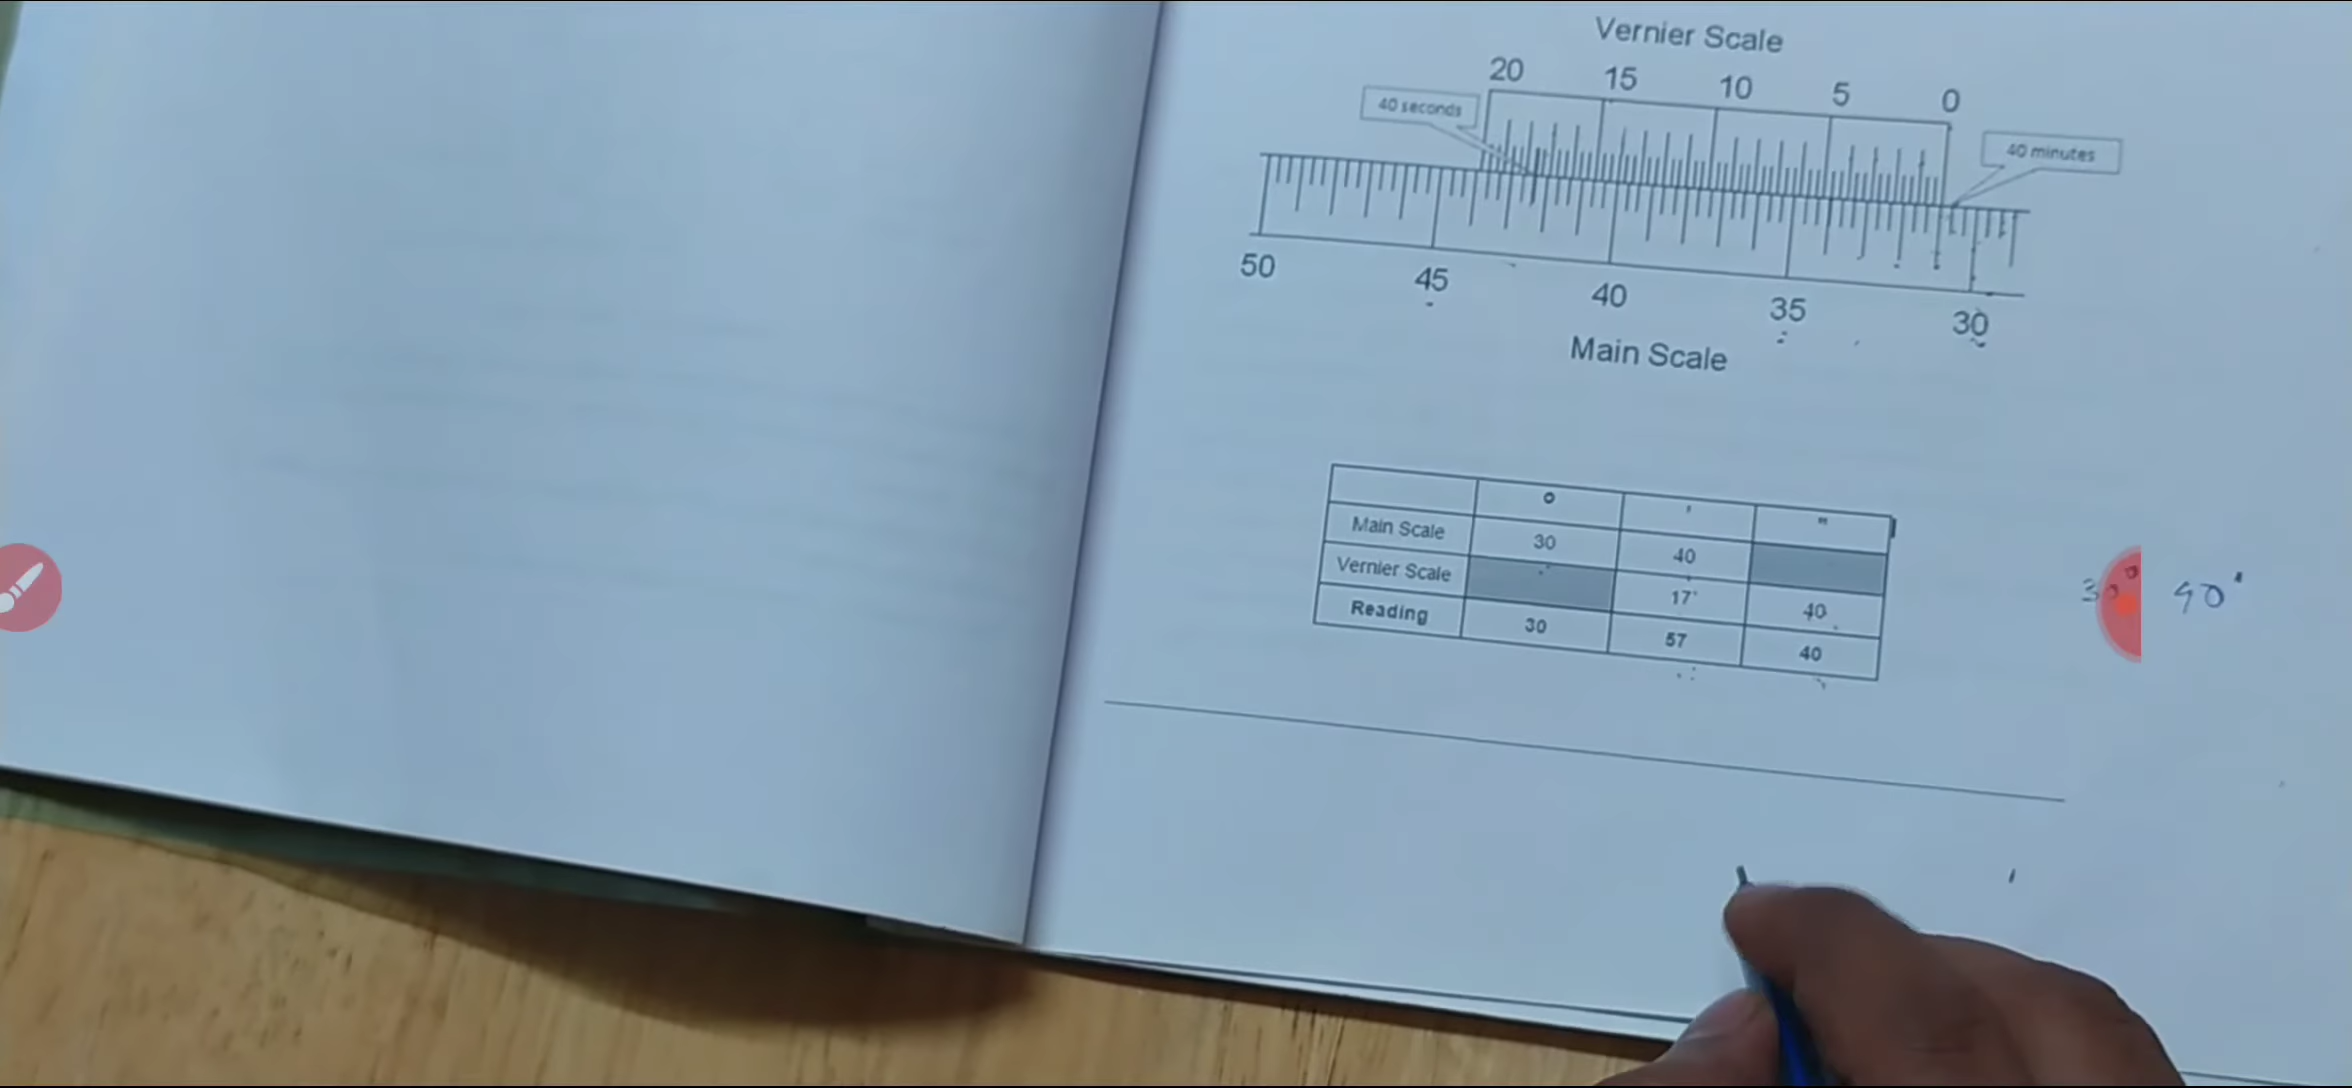 Vernier Scale
20 15 10 5 0
40 seconds
40 minutes
50 45 40 35 30
Main Scale
° ' "
Main Scale 30 40
Vernier Scale 17 40
Reading 30 57 40
40'